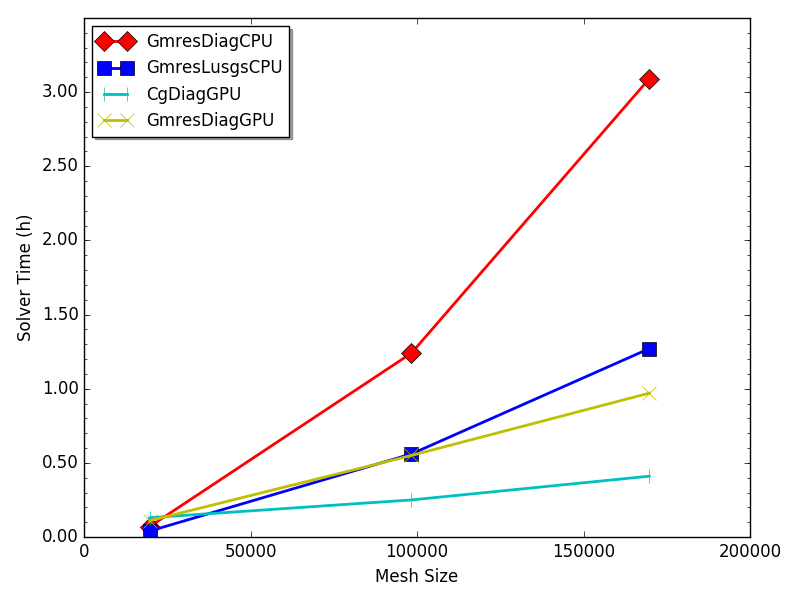 GmresDiagCPU
GmresLusgsCPU
CgDiagGPU
GmresDiagGPU
3.00
2.50
2.00
1.50
1.00
0.50
0.00
Solver Time (h)
0 50000 100000 150000 200000
Mesh Size